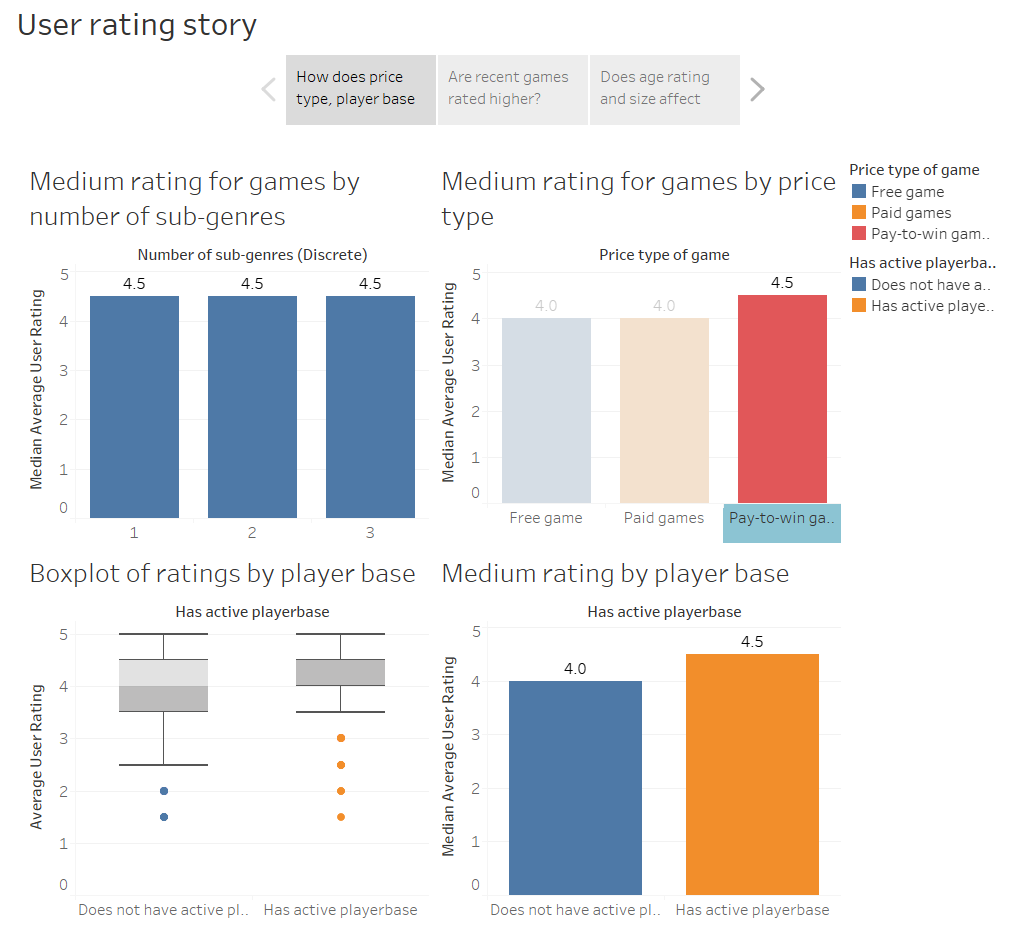 User rating story
How does price
type, player base
Are recent games
rated higher?
Does age rating
and size affect
Medium rating for games by
number of sub-genres
Number of sub-genres (Discrete)
Median Average User Rating
5
4
3
2
1
0
4.5
4.5
4.5
1
2
3
Medium rating for games by price
type
Price type of game
Median Average User Rating
5
4
3
2
1
0
4.0
4.0
4.5
Free game
Paid games
Pay-to-win ga..
Price type of game
Free game
Paid games
Pay-to-win gam..
Has active playerba..
Does not have a..
Has active playe..
Boxplot of ratings by player base
Has active playerbase
Average User Rating
5
4
3
2
1
0
Does not have active pl..
Has active playerbase
Medium rating by player base
Has active playerbase
Median Average User Rating
5
4
3
2
1
0
4.0
4.5
Does not have active pl..
Has active playerbase